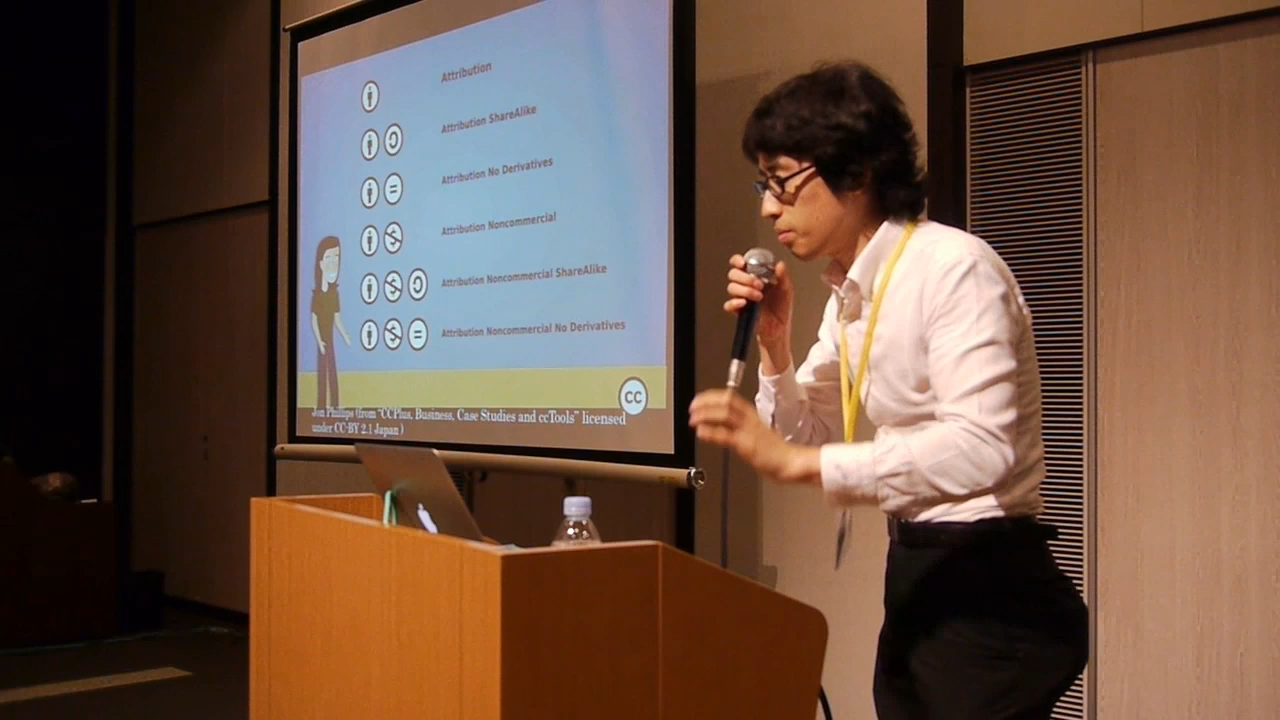 Attribution
Attribution ShareAlike
Attribution No Derivatives
Attribution Noncommercial
Attribution Noncommercial ShareAlike
Attribution Noncommercial No Derivatives
cc
Jon Phillips (from "CCPlus, Business, Case Studies and ccTools" licensed
under CC-BY 2.1 Japan )